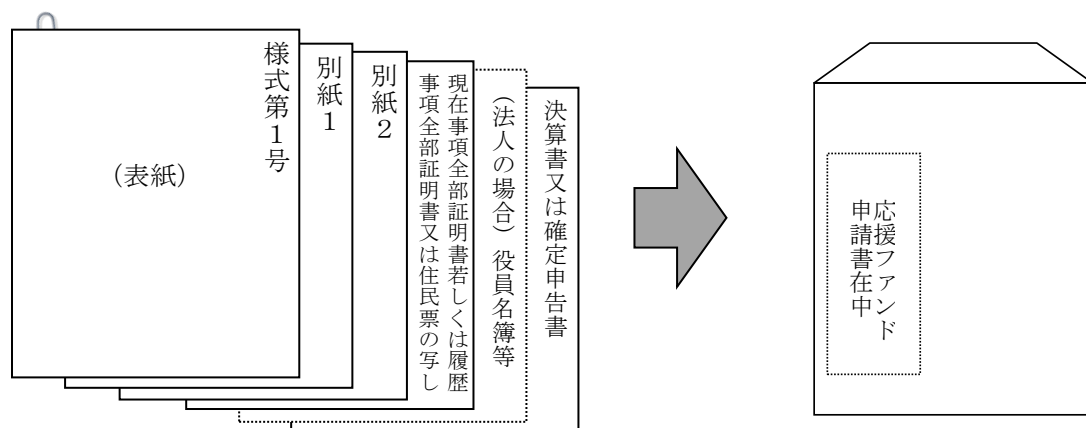 様式第1号
(表紙)
別紙1
別紙2
現在事項全部証明書若しくは履歴
事項全部証明書又は住民票の写し
(法人の場合)役員名簿等
決算書又は確定申告書
応援ファンド
申請書在中